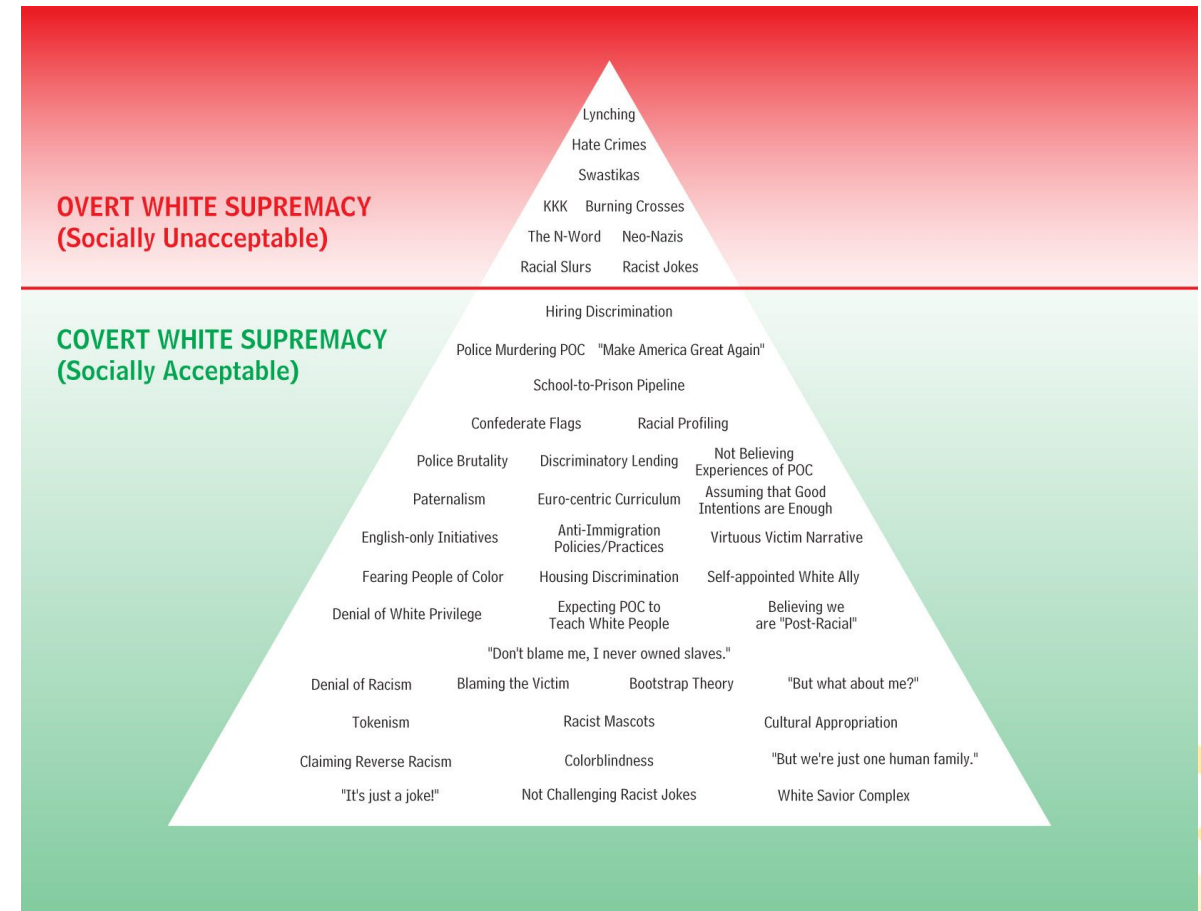 Lynching
Hate Crimes
Swastikas
KKK Burning Crosses
The N-Word Neo-Nazis
Racial Slurs Racist Jokes
OVERT WHITE SUPREMACY
(Socially Unacceptable)
COVERT WHITE SUPREMACY
(Socially Acceptable)
Hiring Discrimination
Police Murdering POC "Make America Great Again"
School-to-Prison Pipeline
Confederate Flags Racial Profiling
Police Brutality Discriminatory Lending Not Believing
Experiences of POC
Paternalism Euro-centric Curriculum Assuming that Good
Intentions are Enough
English-only Initiatives Anti-Immigration
Policies/Practices Virtuous Victim Narrative
Fearing People of Color Housing Discrimination Self-appointed White Ally
Denial of White Privilege Expecting POC to
Teach White People Believing we
are "Post-Racial"
"Don't blame me, I never owned slaves."
Denial of Racism Blaming the Victim Bootstrap Theory "But what about me?"
Tokenism Racist Mascots Cultural Appropriation
Claiming Reverse Racism Colorblindness "But we're just one human family."
"It's just a joke!" Not Challenging Racist Jokes White Savior Complex